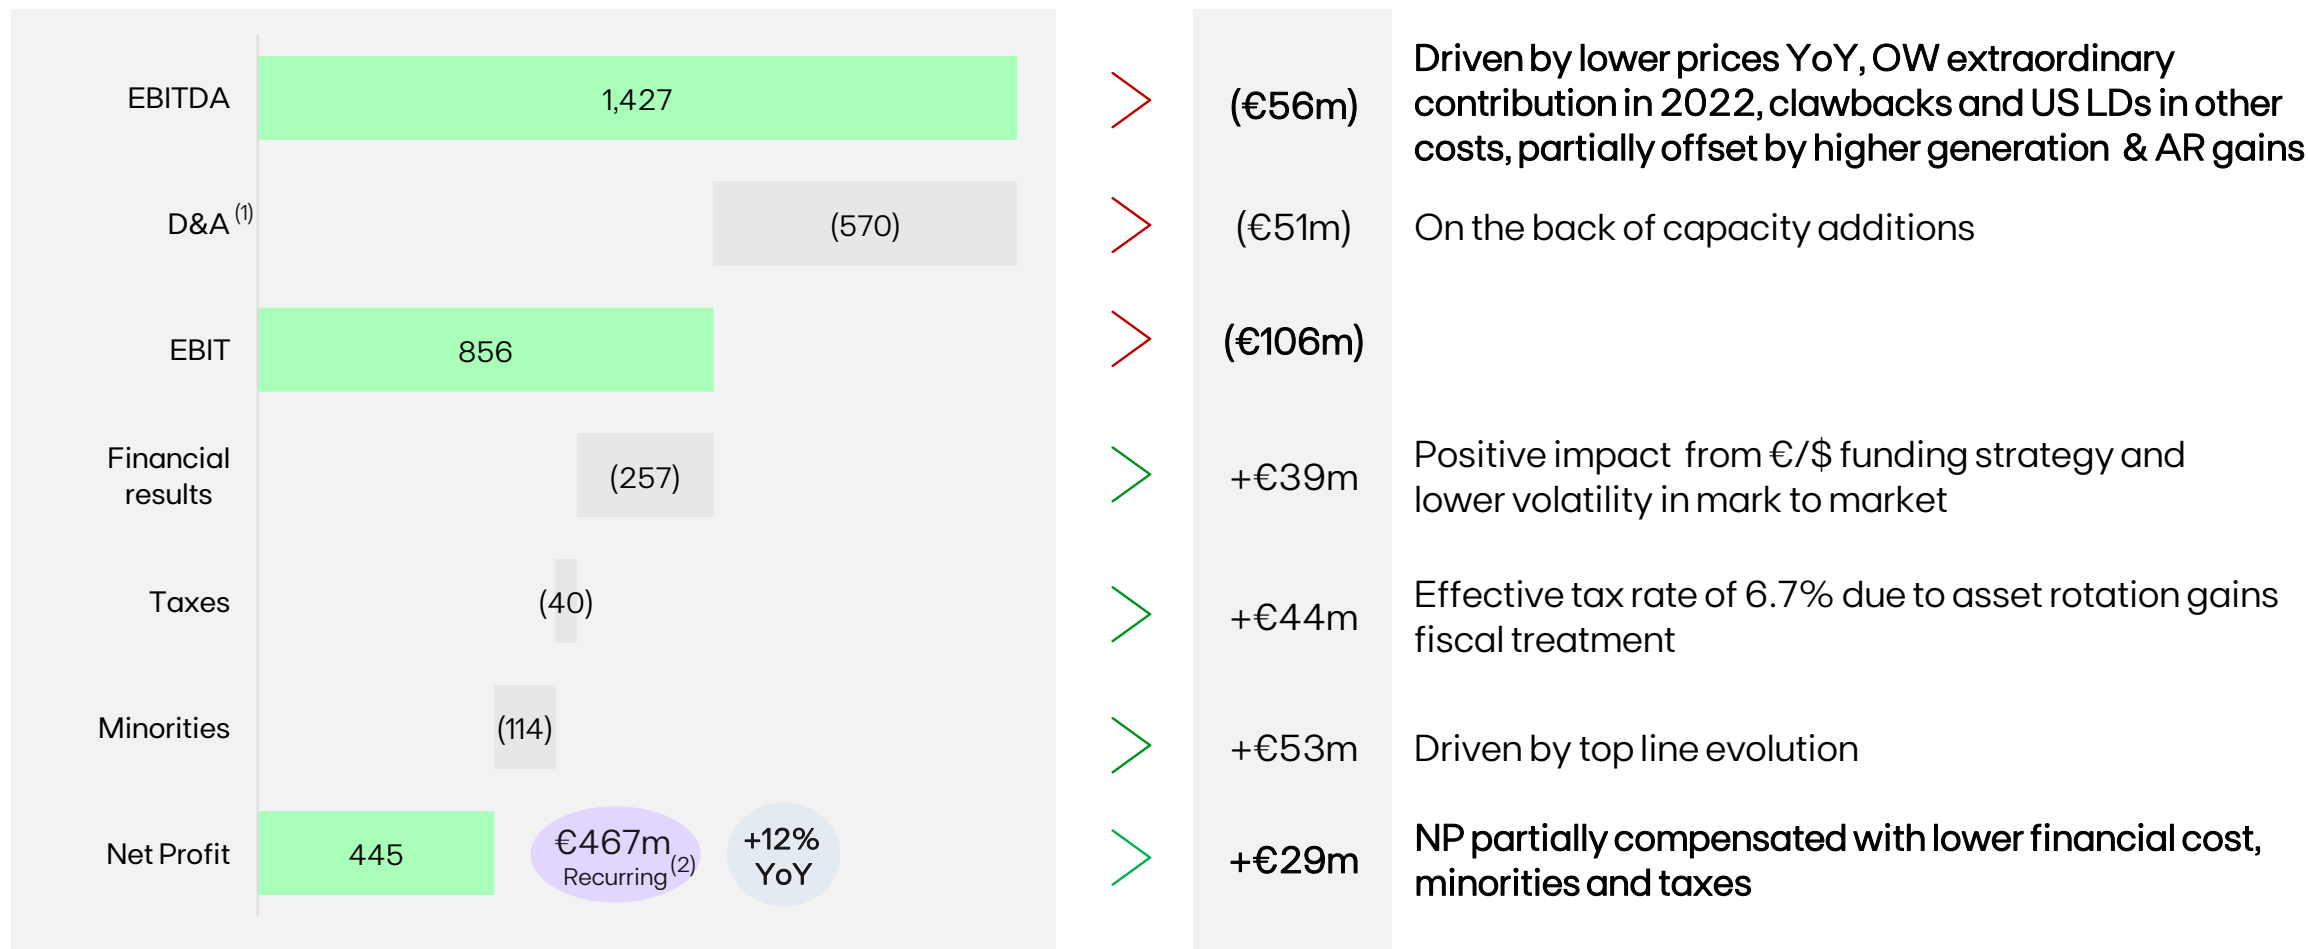 EBITDA
1,427
(€56m)
Driven by lower prices YoY, OW extraordinary
contribution in 2022, clawbacks and US LDs in other
costs, partially offset by higher generation & AR gains
D&A (1)
(570)
(€51m)
On the back of capacity additions
EBIT
856
(€106m)
Financial
results
(257)
+€39m
Positive impact from €/$ funding strategy and
lower volatility in mark to market
Taxes
(40)
+€44m
Effective tax rate of 6.7% due to asset rotation gains
fiscal treatment
Minorities
(114)
+€53m
Driven by top line evolution
Net Profit
445
€467m
Recurring (2)
+12%
YoY
+€29m
NP partially compensated with lower financial cost,
minorities and taxes